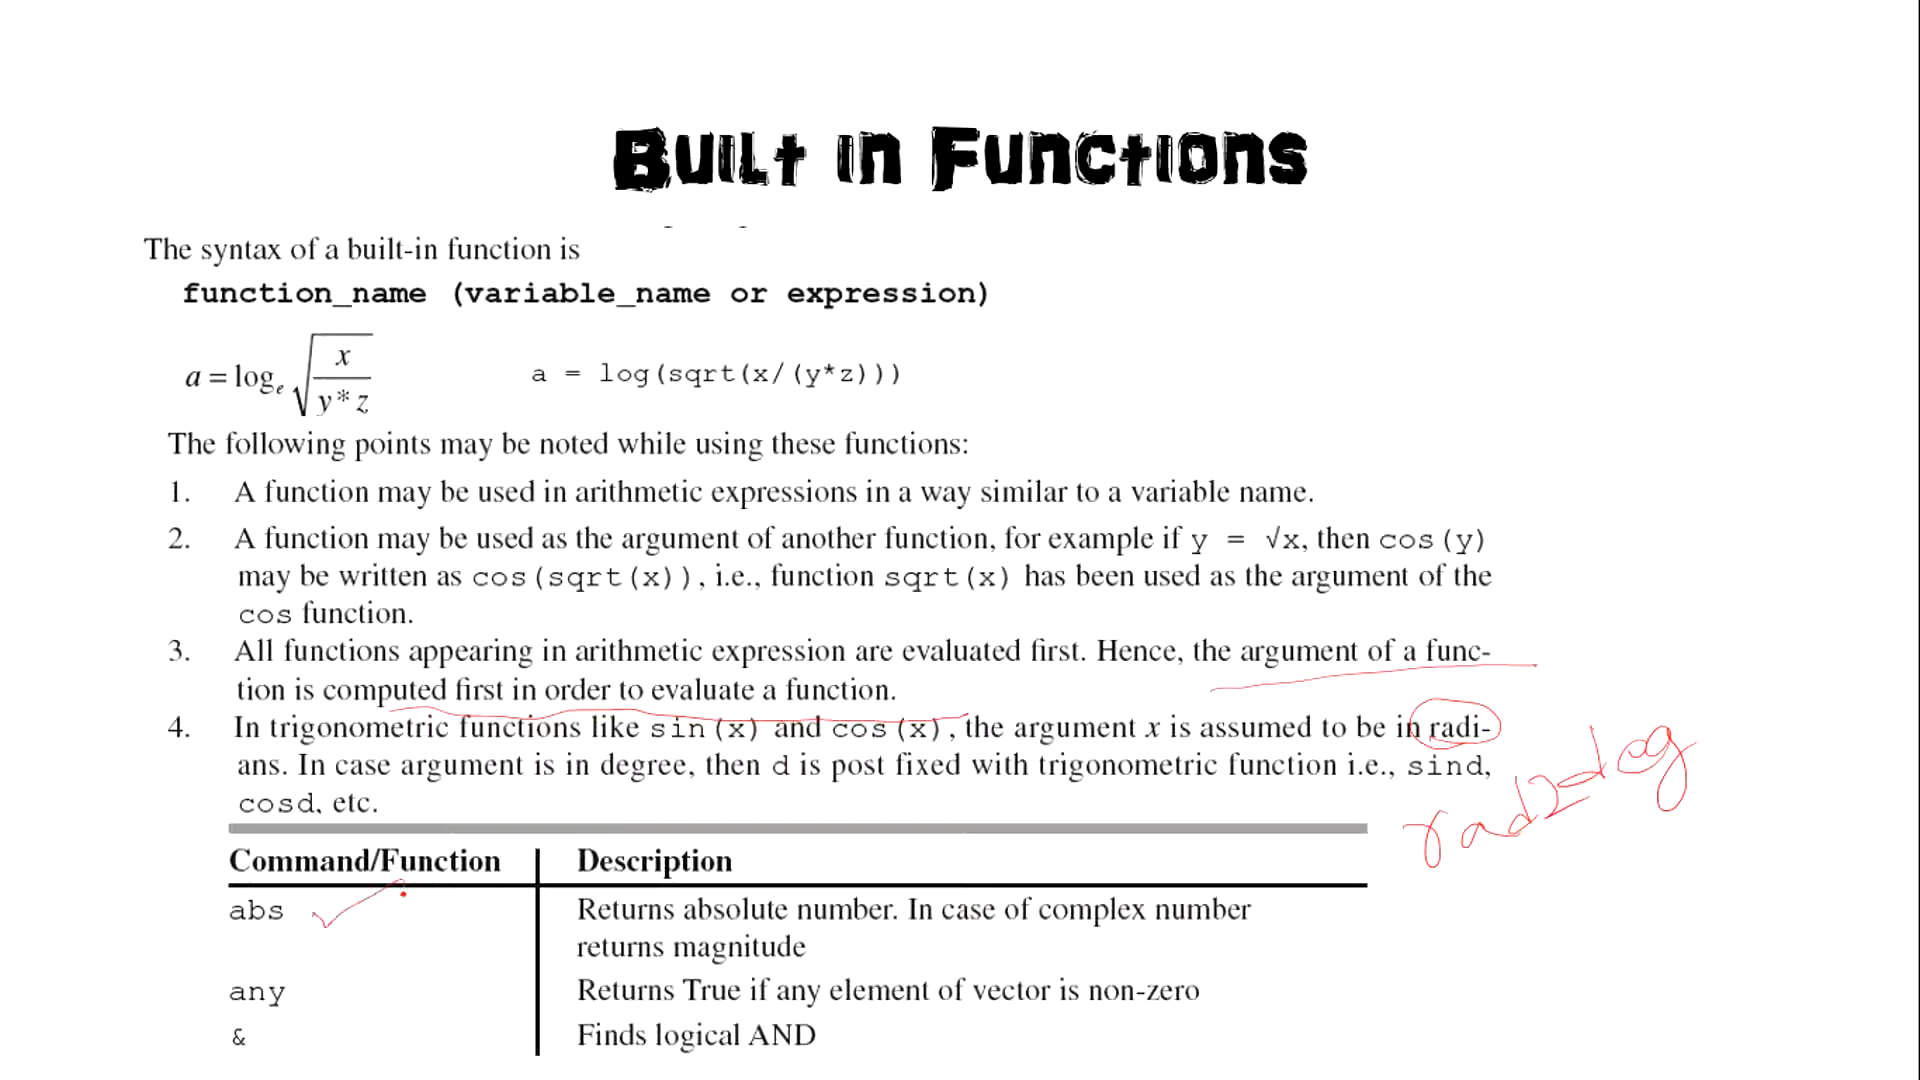 Built in Functions
The syntax of a built-in function is
function_name (variable_name or expression)
a = logₑ √(x / y * z)
a = log(sqrt(x/(y*z)))
The following points may be noted while using these functions:
1. A function may be used in arithmetic expressions in a way similar to a variable name.
2. A function may be used as the argument of another function, for example if y = √x, then cos(y)
may be written as cos(sqrt(x)), i.e., function sqrt(x) has been used as the argument of the
cos function.
3. All functions appearing in arithmetic expression are evaluated first. Hence, the argument of a func-
tion is computed first in order to evaluate a function.
4. In trigonometric functions like sin(x) and cos(x), the argument x is assumed to be in radi-
ans. In case argument is in degree, then d is post fixed with trigonometric function i.e., sind,
cosd, etc.
rad2deg
Command/Function Description
abs Returns absolute number. In case of complex number
returns magnitude
any Returns True if any element of vector is non-zero
& Finds logical AND